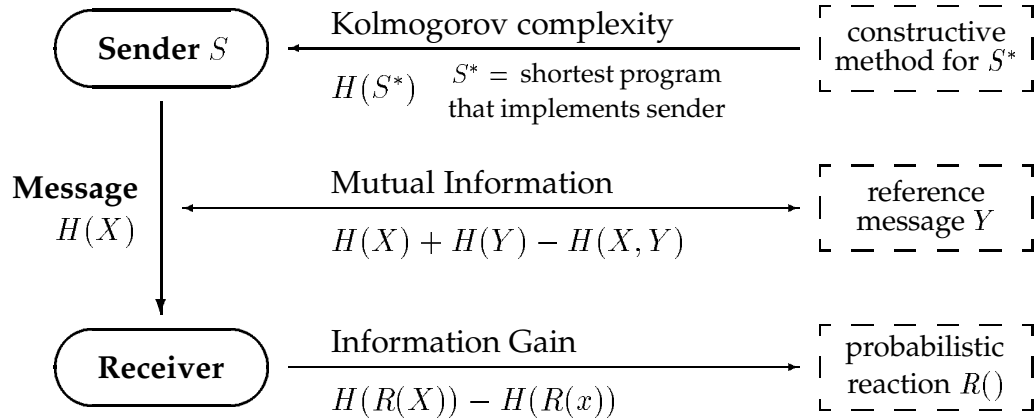 Sender S
Kolmogorov complexity
H(S*) S* = shortest program
that implements sender
constructive
method for S*
Message
H(X)
Mutual Information
H(X) + H(Y) − H(X, Y)
reference
message Y
Receiver
Information Gain
H(R(X)) − H(R(x))
probabilistic
reaction R()